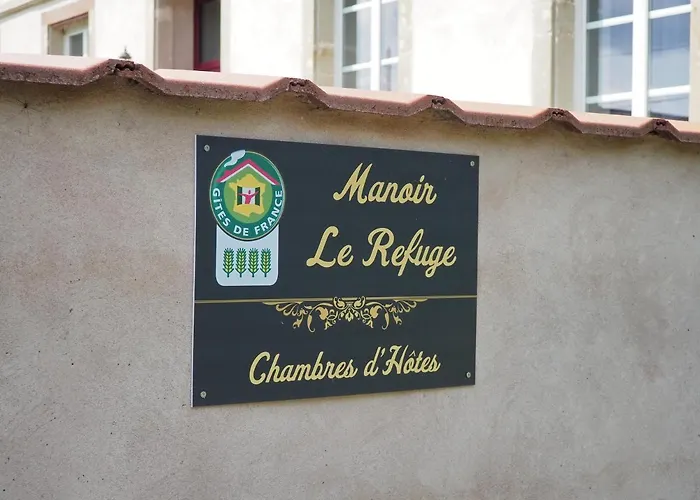 GÎTES DE FRANCE
Manoir
Le Refuge
Chambres d'Hôtes